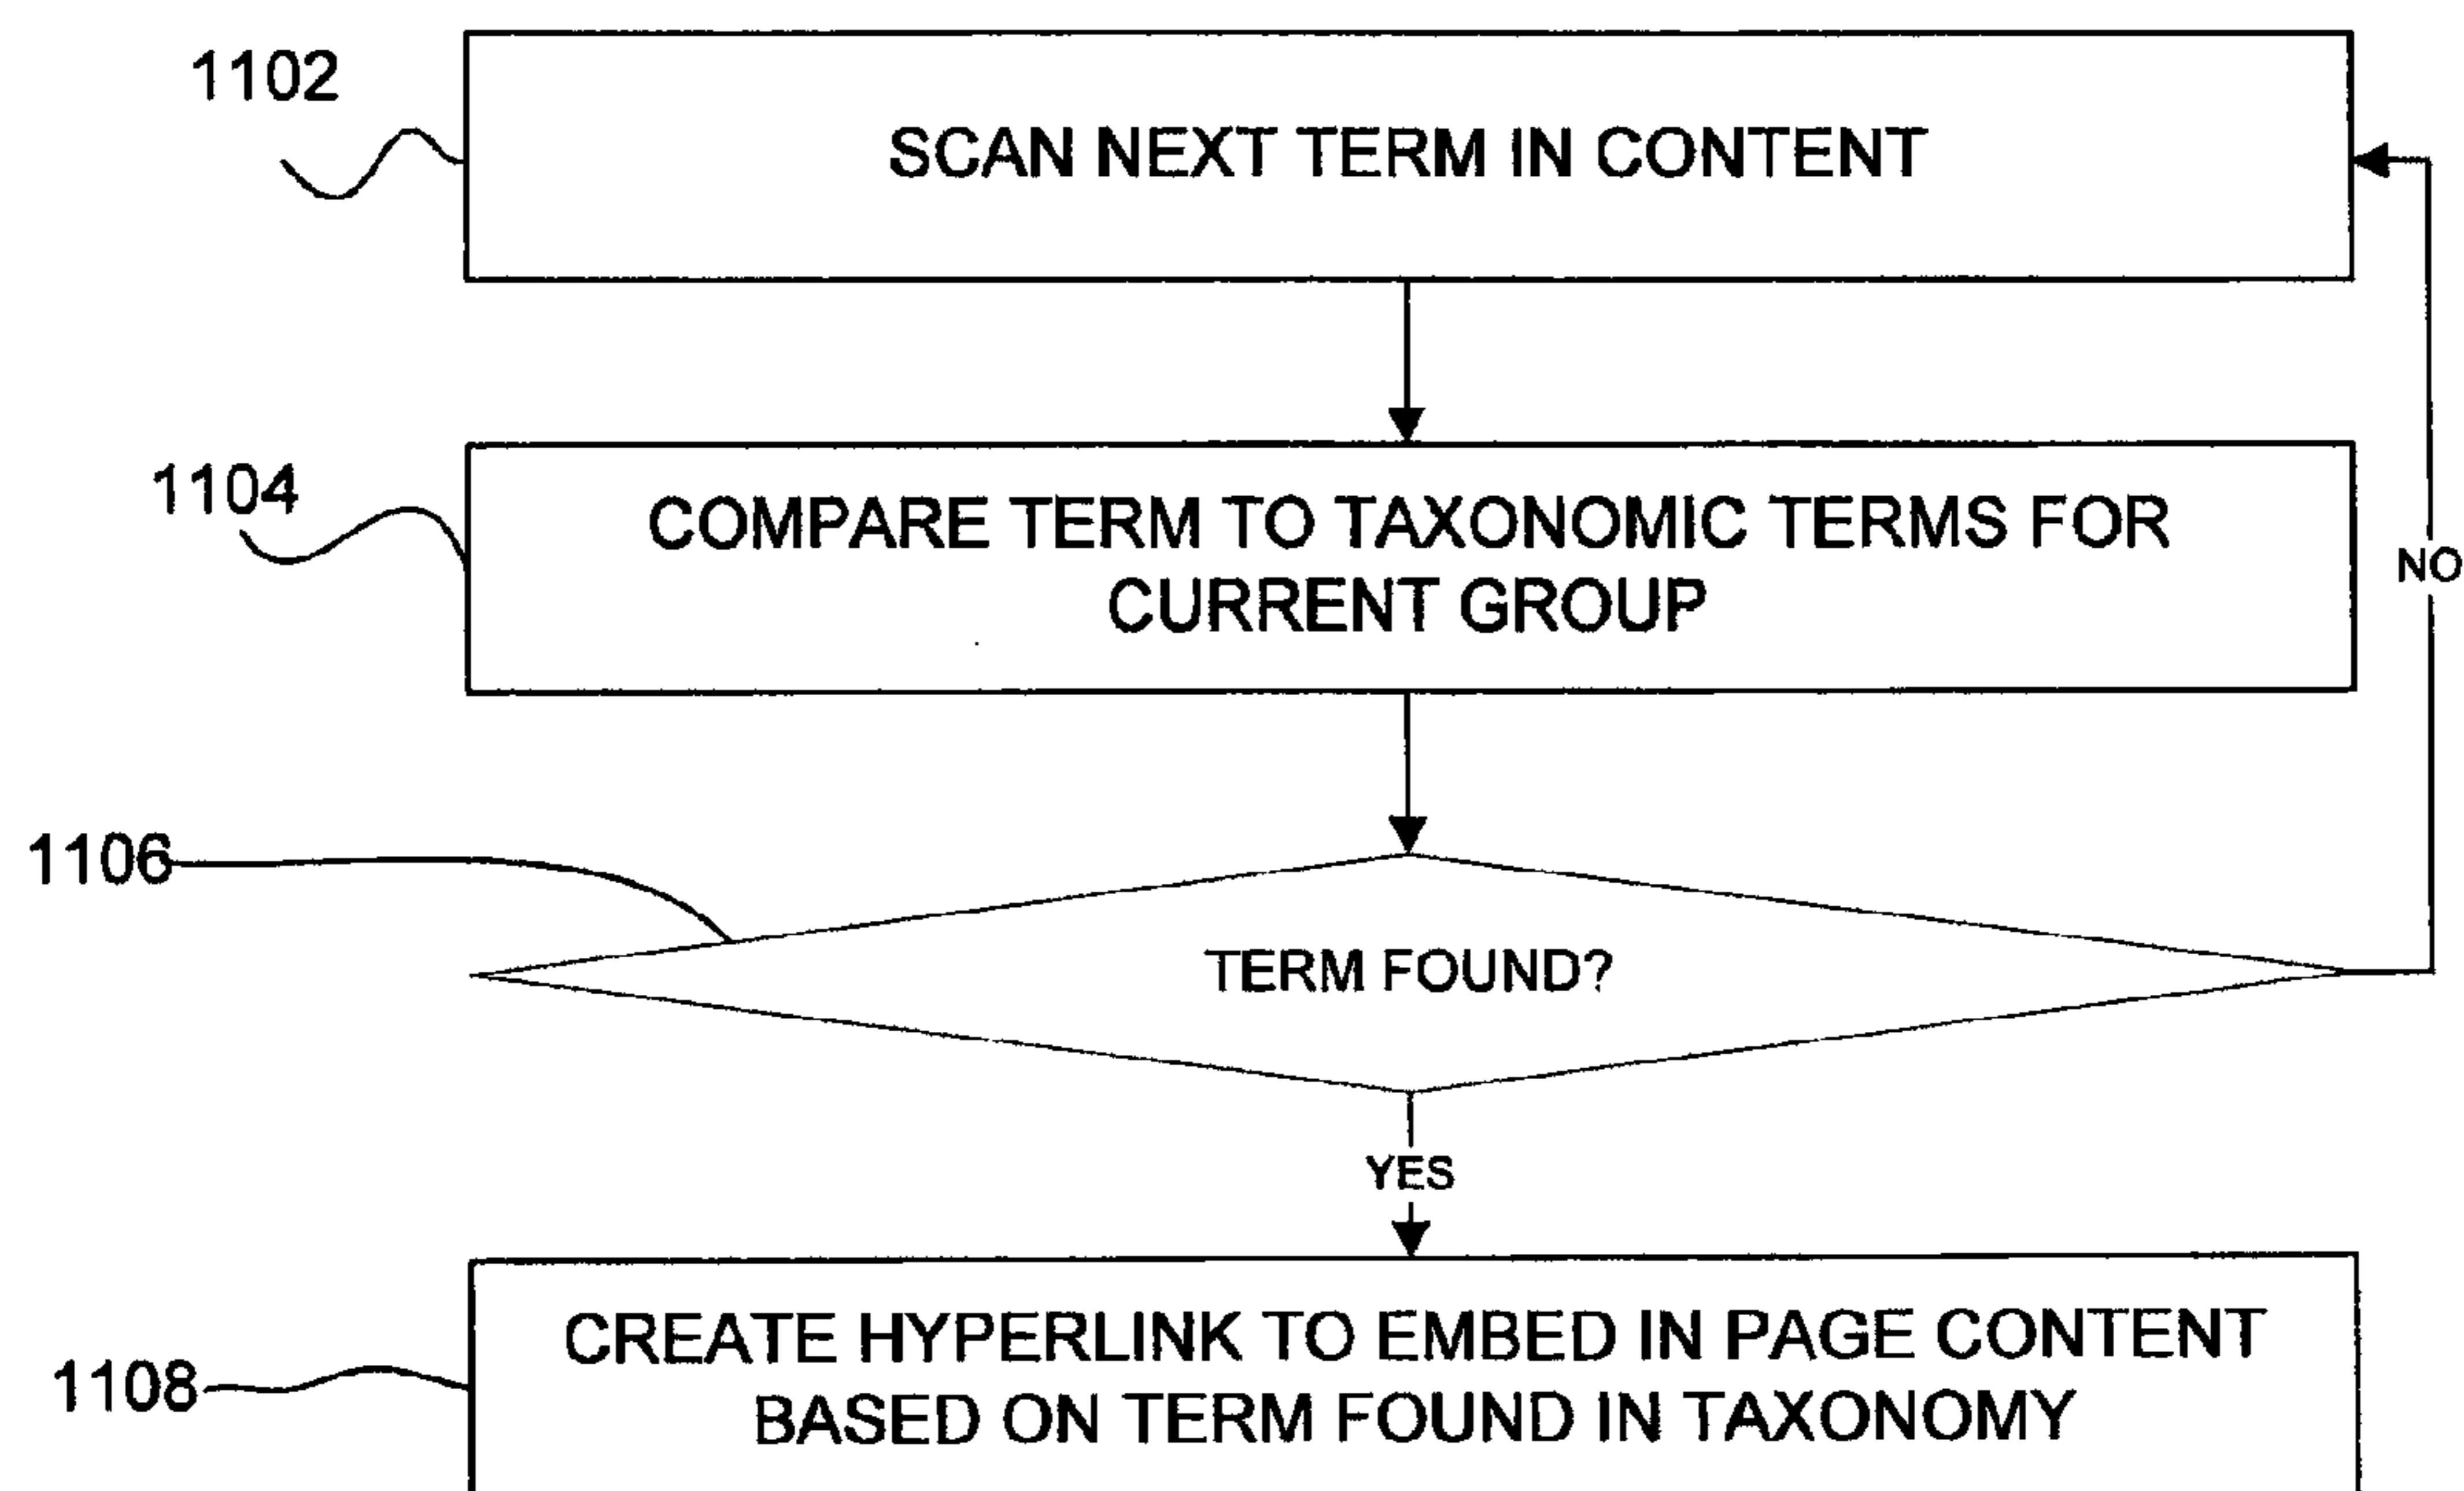 1102
SCAN NEXT TERM IN CONTENT
1104
COMPARE TERM TO TAXONOMIC TERMS FOR
CURRENT GROUP
NO
1106
TERM FOUND?
YES
1108
CREATE HYPERLINK TO EMBED IN PAGE CONTENT
BASED ON TERM FOUND IN TAXONOMY